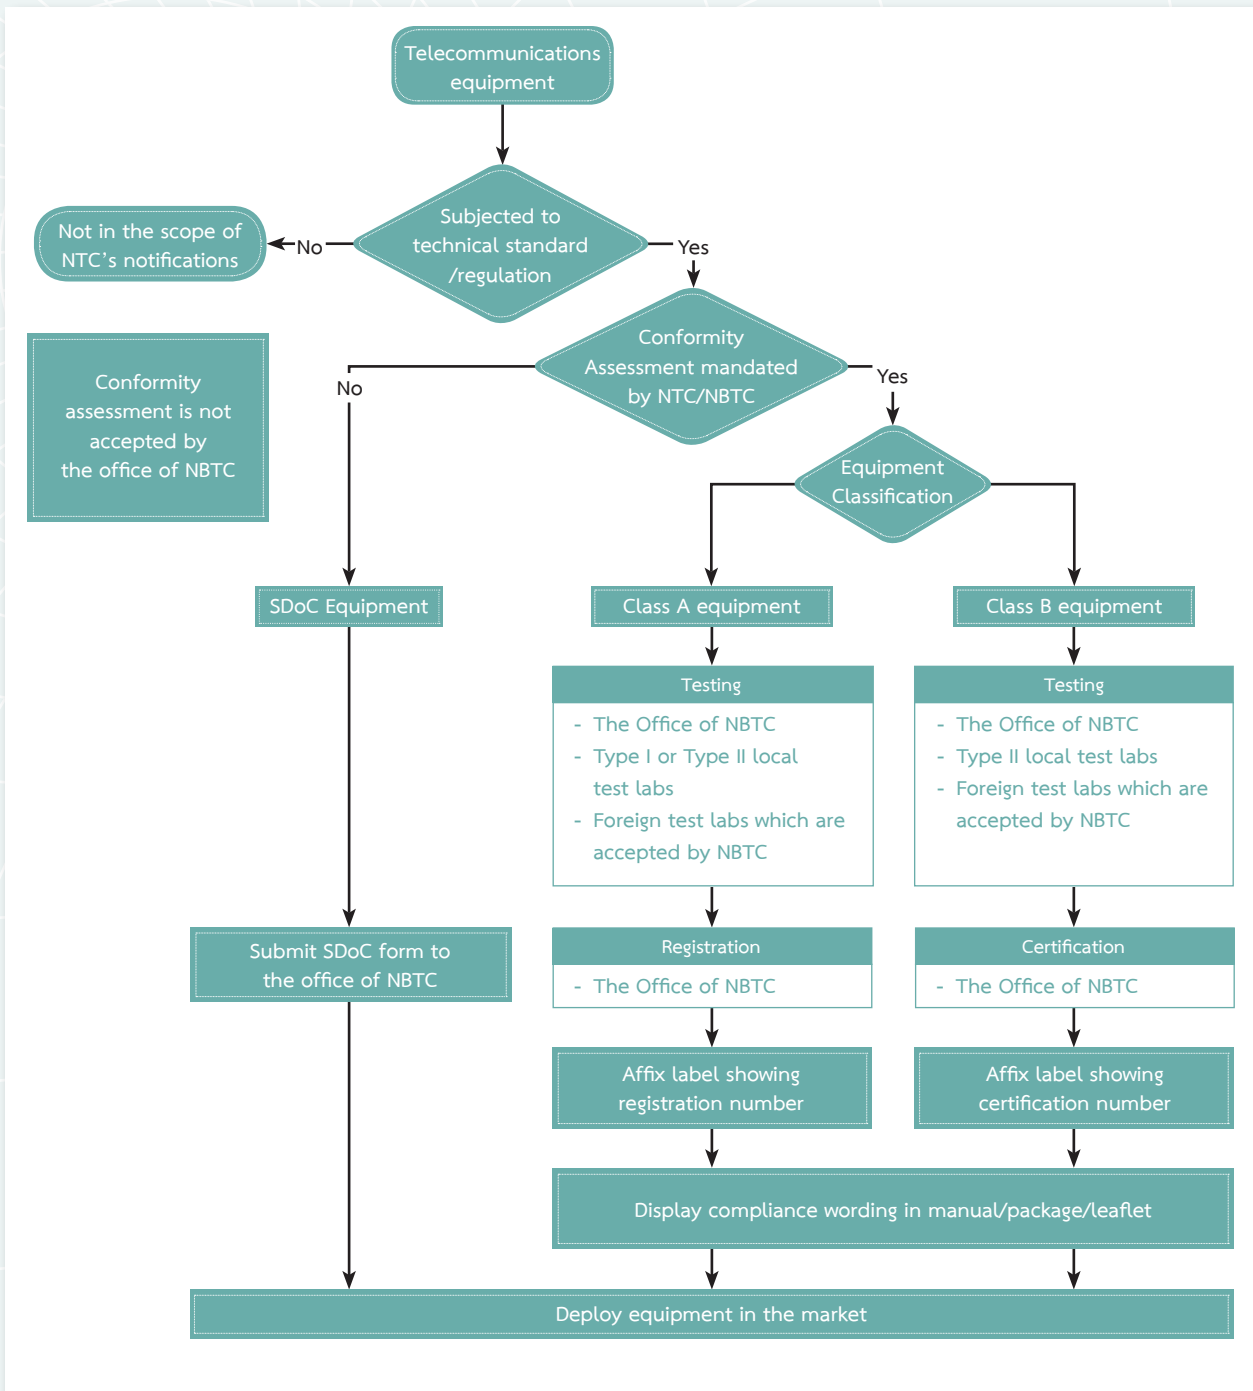 Telecommunications
equipment
Subjected to
technical standard
/regulation
No
Yes
Not in the scope of
NTC's notifications
Conformity
Assessment mandated
by NTC/NBTC
No
Yes
Conformity
assessment is not
accepted by
the office of NBTC
Equipment
Classification
SDoC Equipment
Class A equipment
Class B equipment
Testing
- The Office of NBTC
- Type I or Type II local
test labs
- Foreign test labs which are
accepted by NBTC
Testing
- The Office of NBTC
- Type II local test labs
- Foreign test labs which are
accepted by NBTC
Submit SDoC form to
the office of NBTC
Registration
- The Office of NBTC
Certification
- The Office of NBTC
Affix label showing
registration number
Affix label showing
certification number
Display compliance wording in manual/package/leaflet
Deploy equipment in the market